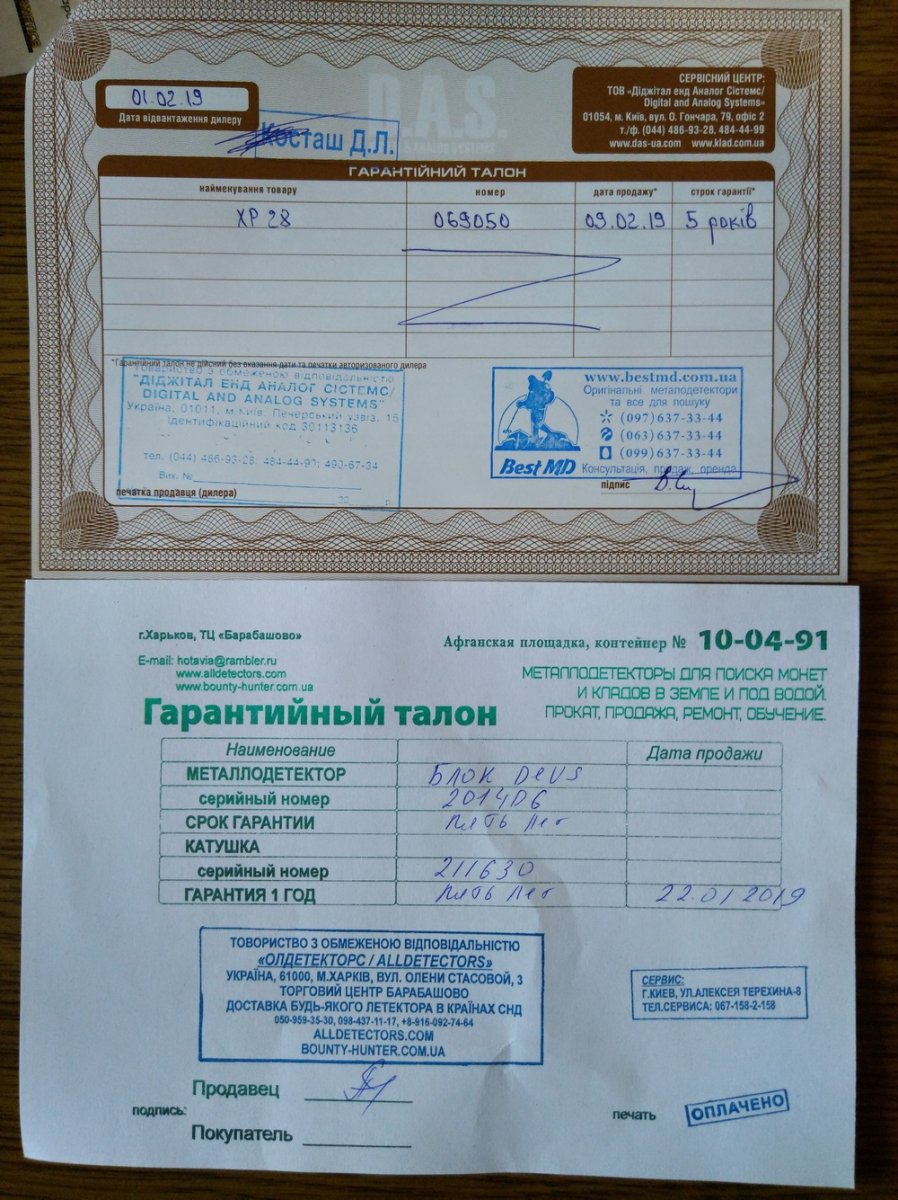 01.02.19
Дата відвантаження дилеру
D.A.S.
Косташ Д.Л.
СЕРВІСНИЙ ЦЕНТР:
ТОВ «Діджітал енд Аналог Сістемс/
Digital and Analog Systems»
01054, м. Київ, вул. О. Гончара, 79, офіс 2
т./ф. (044) 486-93-28, 484-44-99
www.das-ua.com www.klad.com.ua
ГАРАНТІЙНИЙ ТАЛОН
найменування товару номер дата продажу* строк гарантії*
XP 28 069050 09.02.19 5 років
*Гарантійний талон не дійсний без вказання дати та печатки авторизованого дилера
Товариство з обмеженою відповідальністю
"ДІДЖІТАЛ ЕНД АНАЛОГ СІСТЕМС/
DIGITAL AND ANALOG SYSTEMS"
Україна, 01011, м.Київ, Печерський узвіз, 15
Ідентифікаційний код 30113136
тел. (044) 486-93-28; 484-44-99; 490-67-34
Вих. №
20 р.
печатка продавця (дилера)
www.bestmd.com.ua
Оригінальні металодетектори
та все для пошуку
(097) 637-33-44
(063) 637-33-44
(099) 637-33-44
Best MD
Консультація, продаж, оренда
підпис
г.Харьков, ТЦ «Барабашово»
Афганская площадка, контейнер № 10-04-91
E-mail: hotavia@rambler.ru
www.alldetectors.com
www.bounty-hunter.com.ua
МЕТАЛЛОДЕТЕКТОРЫ ДЛЯ ПОИСКА МОНЕТ
И КЛАДОВ В ЗЕМЛЕ И ПОД ВОДОЙ.
ПРОКАТ, ПРОДАЖА, РЕМОНТ, ОБУЧЕНИЕ.
Гарантийный талон
Наименование Дата продажи
МЕТАЛЛОДЕТЕКТОР Блок Deus
серийный номер 2014D6
СРОК ГАРАНТИИ пять лет
КАТУШКА
серийный номер 211630
ГАРАНТИЯ 1 ГОД пять лет 22.01 2019
ТОВОРИСТВО З ОБМЕЖЕНОЮ ВІДПОВІДАЛЬНІСТЮ
«ОЛДЕТЕКТОРС / ALLDETECTORS»
УКРАЇНА, 61000, М.ХАРКІВ, ВУЛ. ОЛЕНИ СТАСОВОЙ, 3
ТОРГОВИЙ ЦЕНТР БАРАБАШОВО
ДОСТАВКА БУДЬ-ЯКОГО ЛЕТЕКТОРА В КРАЇНАХ СНД
050-959-35-30, 098-437-11-17, +8-916-092-74-64
ALLDETECTORS.COM
BOUNTY-HUNTER.COM.UA
СЕРВИС:
Г.КИЕВ, УЛ.АЛЕКСЕЯ ТЕРЕХИНА-8
ТЕЛ.СЕРВИСА: 067-158-2-158
Продавец
подпись:
Покупатель
печать
ОПЛАЧЕНО